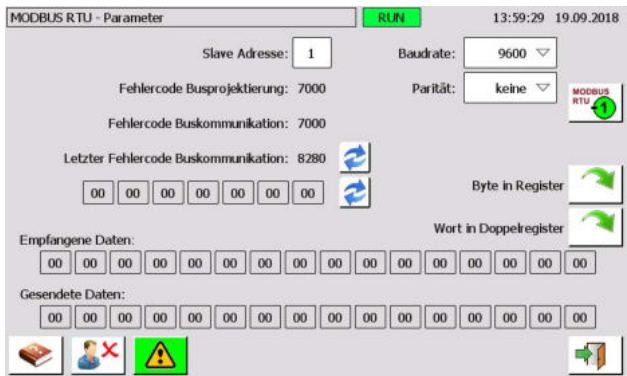 MODBUS RTU - Parameter RUN 13:59:29 19.09.2018
Slave Adresse: 1 Baudrate: 9600
Fehlercode Busprojektierung: 7000 Parität: keine
MODBUS
RTU 1
Fehlercode Buskommunikation: 7000
Letzter Fehlercode Buskommunikation: 8280
00 00 00 00 00 00 00 Byte in Register
Wort in Doppelregister
Empfangene Daten:
00 00 00 00 00 00 00 00 00 00 00 00 00 00 00 00
Gesendete Daten:
00 00 00 00 00 00 00 00 00 00 00 00 00 00 00 00